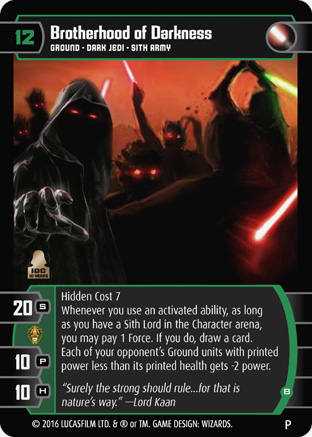 12 Brotherhood of Darkness
GROUND - DARK JEDI - SITH ARMY
IDC
10 YEARS
20 S
10 P
10 H
Hidden Cost 7
Whenever you use an activated ability, as long
as you have a Sith Lord in the Character arena,
you may pay 1 Force. If you do, draw a card.
Each of your opponent's Ground units with printed
power less than its printed health gets -2 power.
“Surely the strong should rule...for that is
nature's way.” —Lord Kaan
B
© 2016 LUCASFILM LTD. & ® or TM. GAME DESIGN: WIZARDS.
P